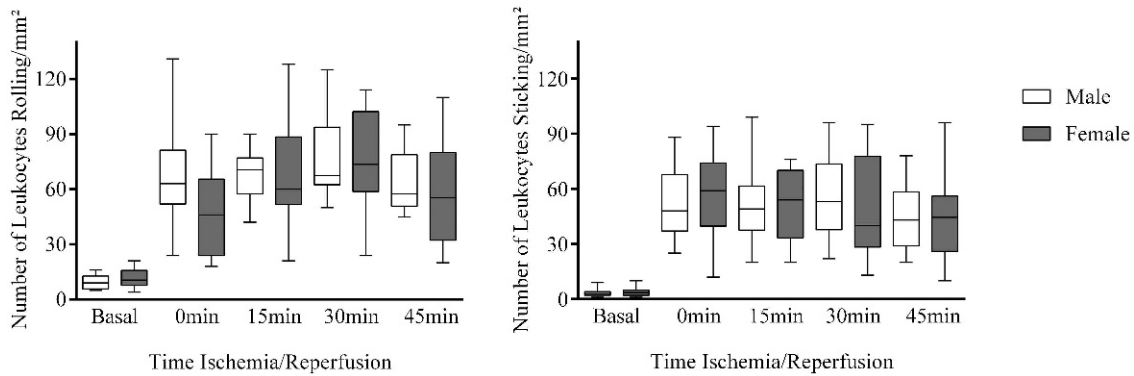 Number of Leukocytes Rolling/mm²
120
90
60
30
0
Basal 0min 15min 30min 45min
Time Ischemia/Reperfusion
Number of Leukocytes Sticking/mm²
120
90
60
30
0
Basal 0min 15min 30min 45min
Time Ischemia/Reperfusion
Male
Female